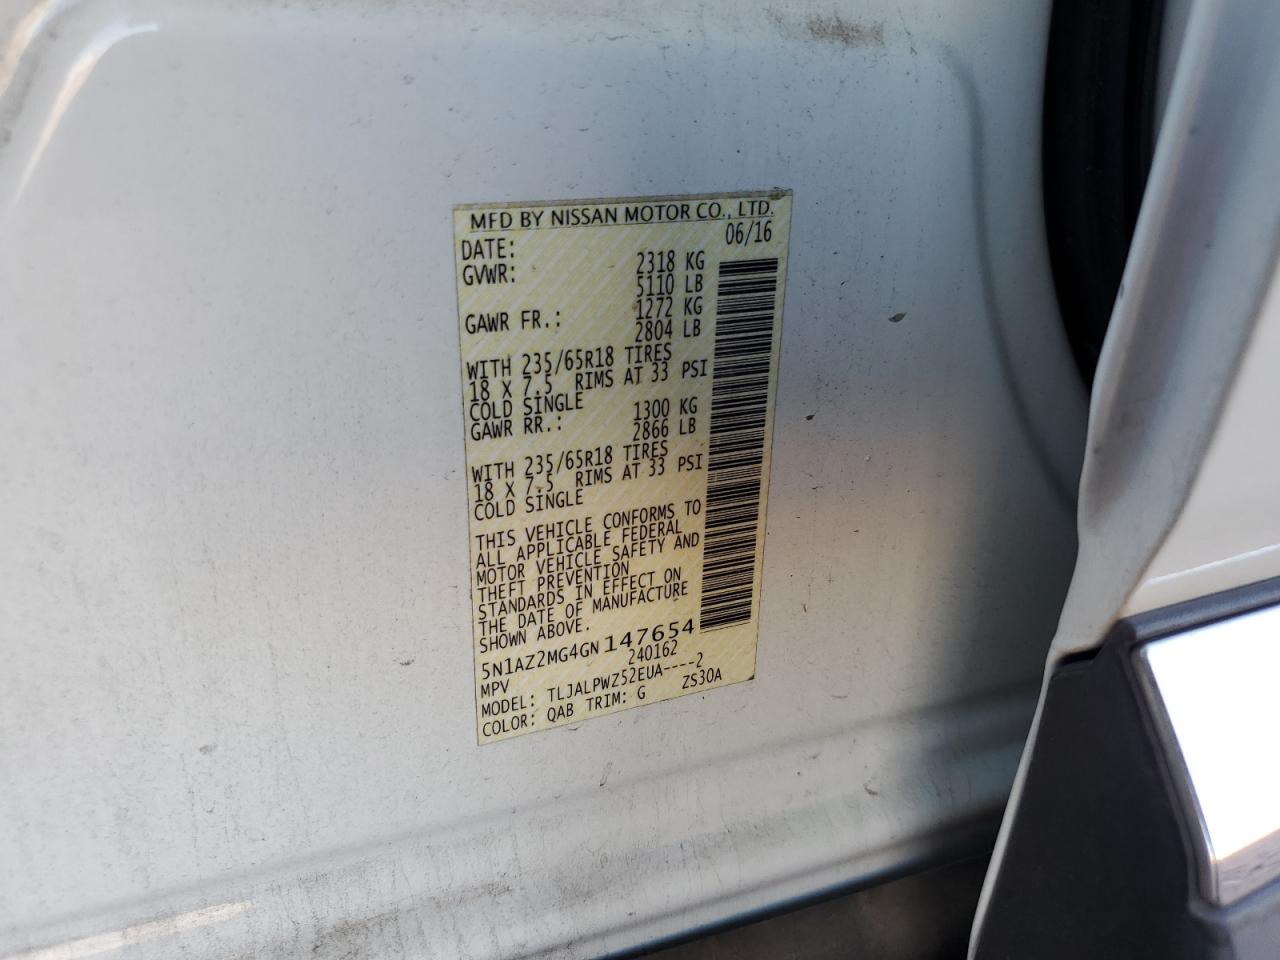 MFD BY NISSAN MOTOR CO., LTD.
DATE: 06/16
GVWR: 2318 KG
5110 LB
GAWR FR.: 1272 KG
2804 LB
WITH 235/65R18 TIRES
18 X 7.5 RIMS AT 33 PSI
COLD SINGLE
GAWR RR.: 1300 KG
2866 LB
WITH 235/65R18 TIRES
18 X 7.5 RIMS AT 33 PSI
COLD SINGLE
THIS VEHICLE CONFORMS TO
ALL APPLICABLE FEDERAL
MOTOR VEHICLE SAFETY AND
THEFT PREVENTION
STANDARDS IN EFFECT ON
THE DATE OF MANUFACTURE
SHOWN ABOVE.
5N1AZ2MG4GN147654
MPV 240162
MODEL: TLJALPWZ52EUA----2
COLOR: QAB TRIM: G ZS30A